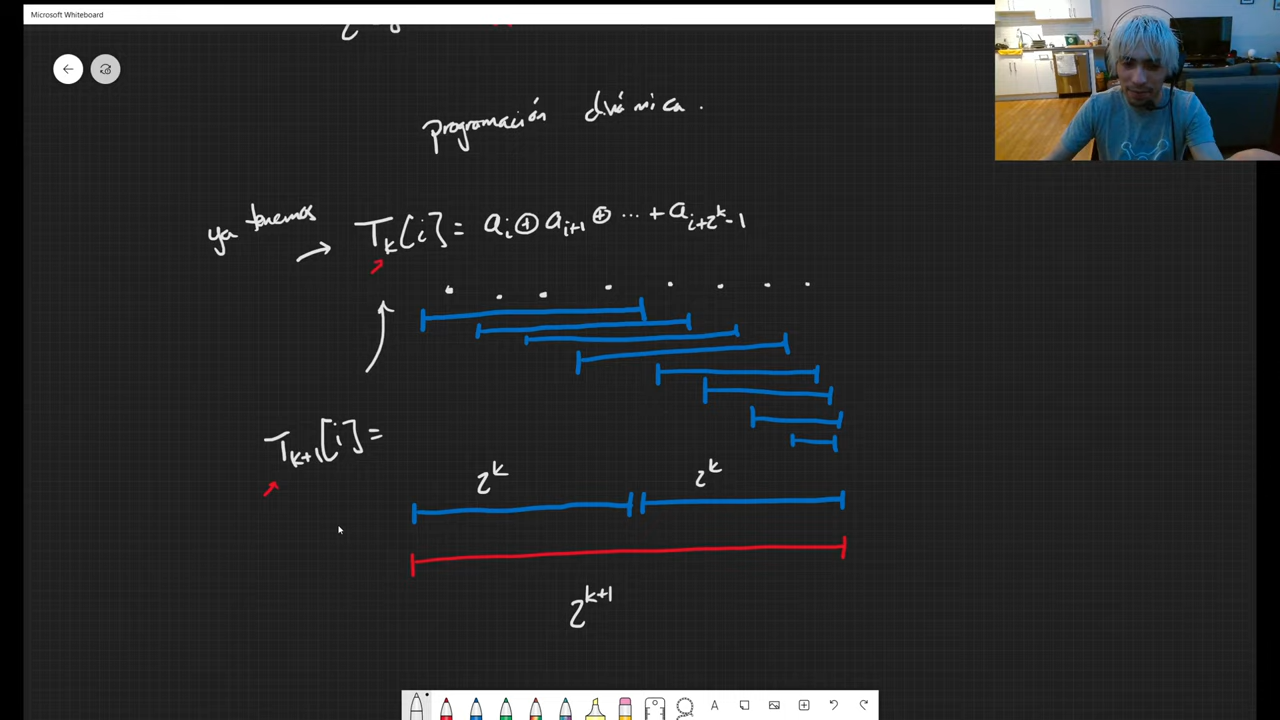 Microsoft Whiteboard
programación dinámica.
ya tenemos → T_k[i] = a_i ⊕ a_{i+1} ⊕ ... + a_{i+2^k-1}
T_{k+1}[i] =
2^k 2^k
2^{k+1}